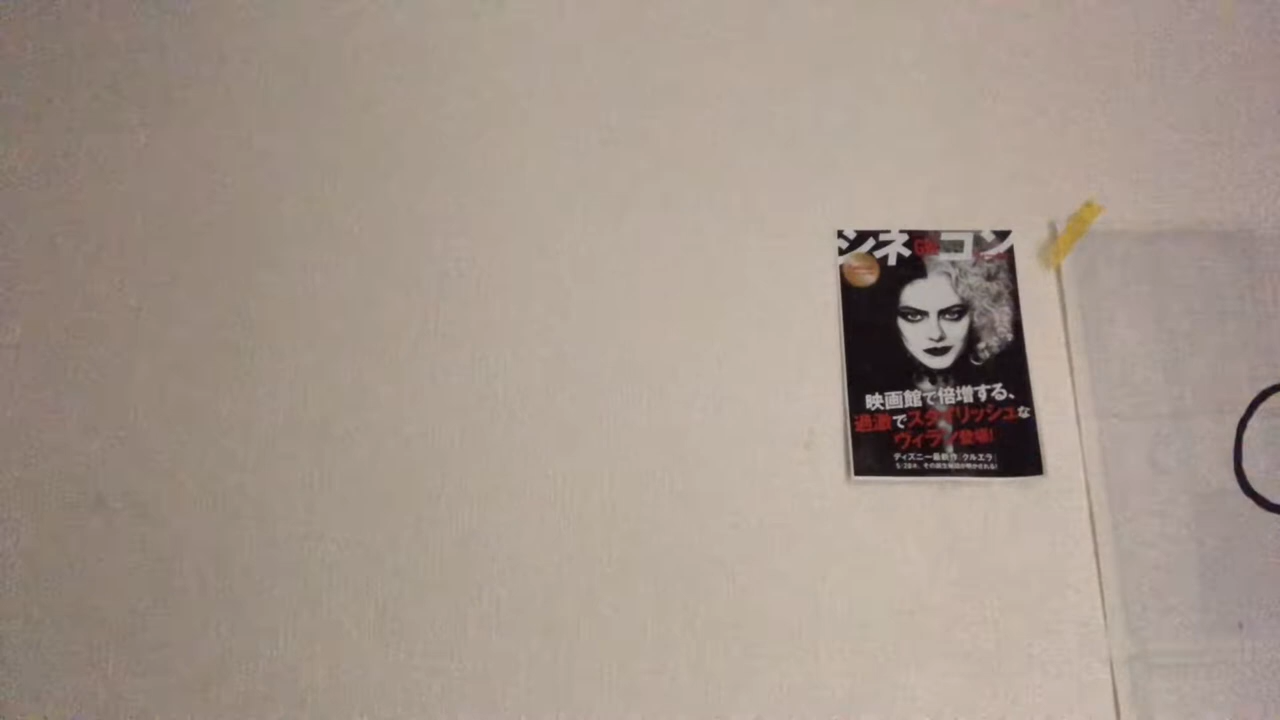 シネコン
映画館で倍増する、
過激でスタイリッシュな
ヴィラン登場!
ディズニー最新作「クルエラ」